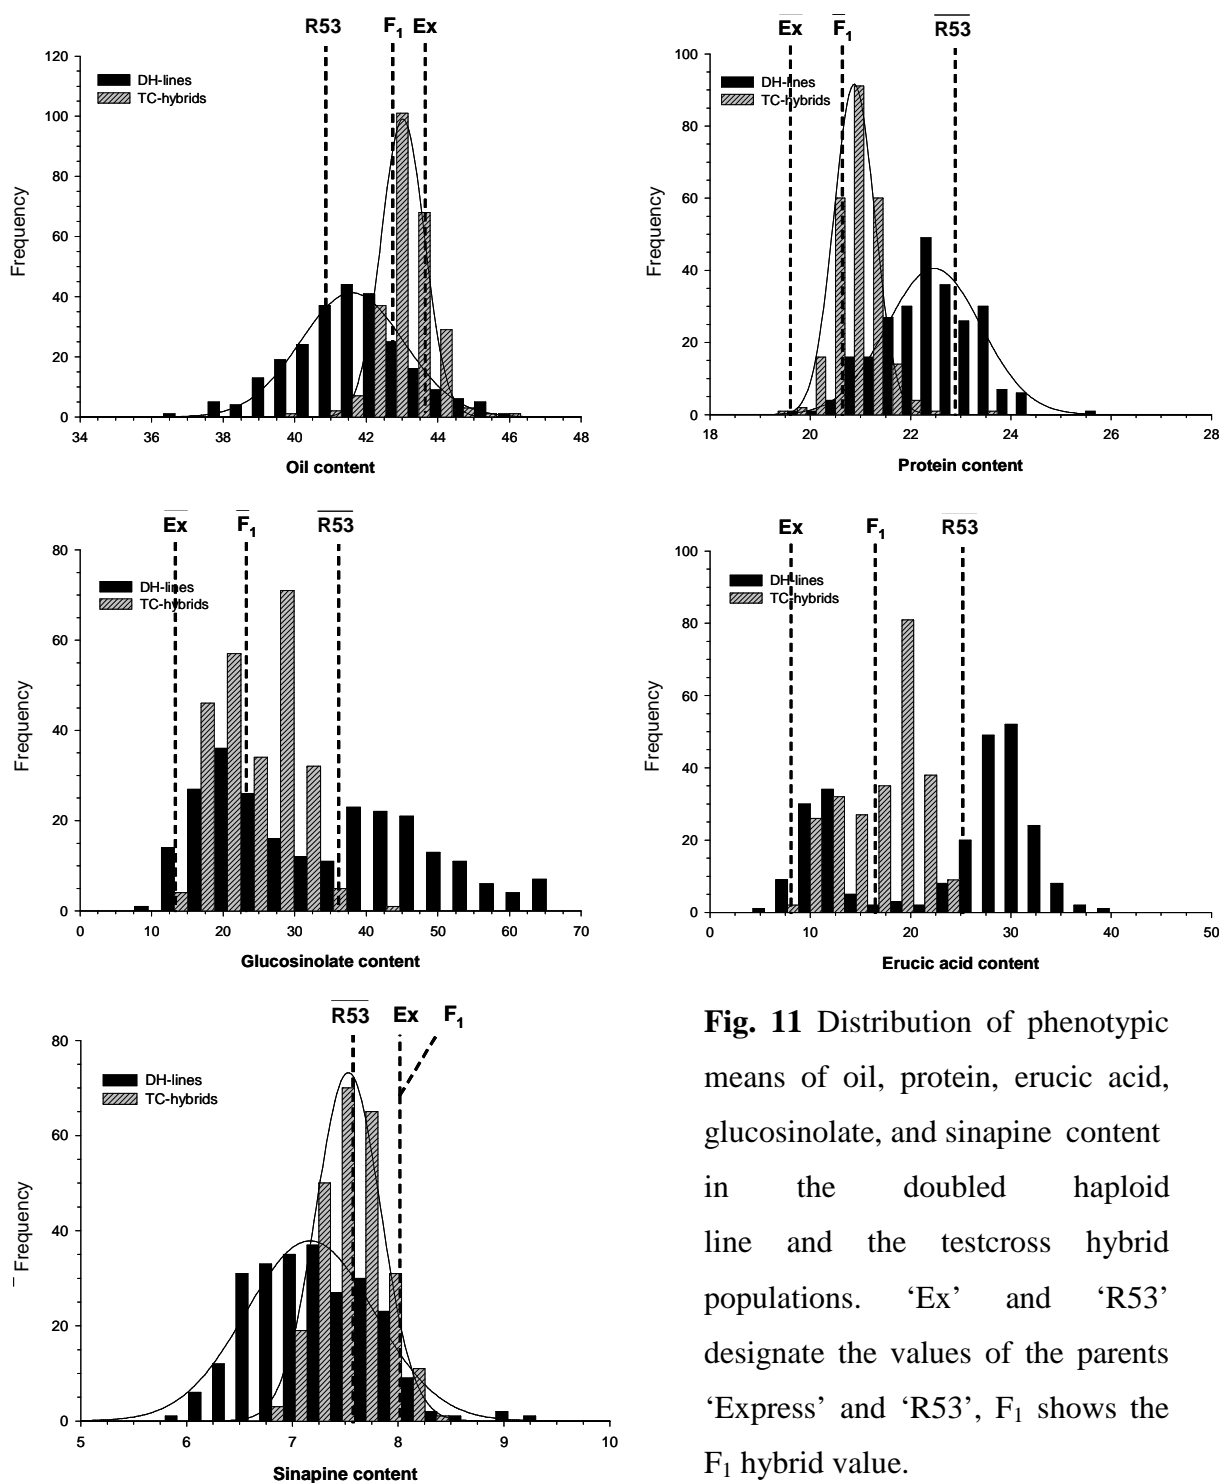 R53 F1 Ex
120
100
80
60
40
20
0
Frequency
DH-lines
TC-hybrids
34 36 38 40 42 44 46 48
Oil content
Ex F1 R53
100
80
60
40
20
0
Frequency
DH-lines
TC-hybrids
18 20 22 24 26 28
Protein content
Ex F1 R53
80
60
40
20
0
Frequency
DH-lines
TC-hybrids
0 10 20 30 40 50 60 70
Glucosinolate content
Ex F1 R53
100
80
60
40
20
0
Frequency
DH-lines
TC-hybrids
0 10 20 30 40 50
Erucic acid content
R53 Ex F1
80
60
40
20
0
Frequency
DH-lines
TC-hybrids
5 6 7 8 9 10
Sinapine content
Fig. 11 Distribution of phenotypic
means of oil, protein, erucic acid,
glucosinolate, and sinapine content
in the doubled haploid
line and the testcross hybrid
populations. ‘Ex’ and ‘R53’
designate the values of the parents
‘Express’ and ‘R53’, F1 shows the
F1 hybrid value.